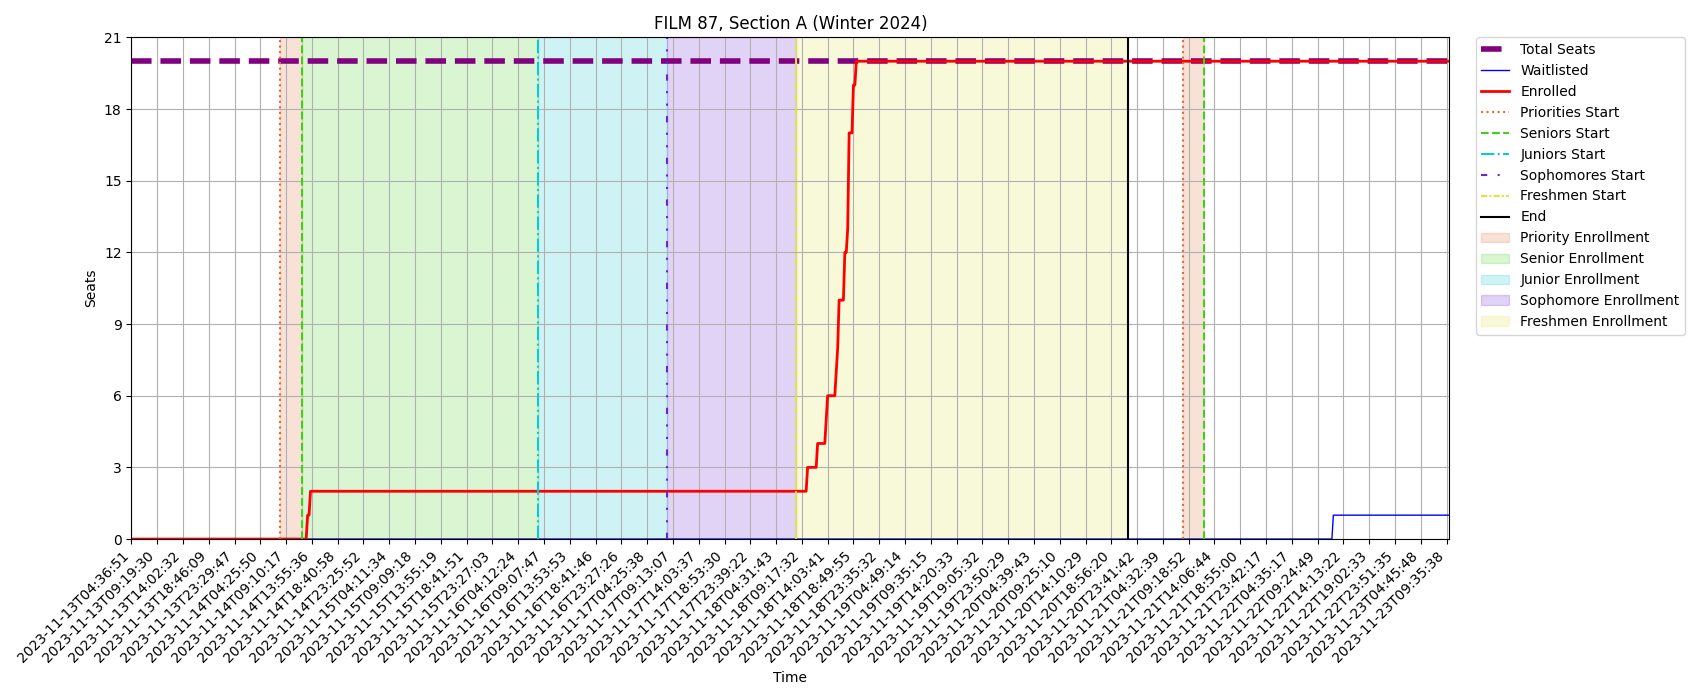 FILM 87, Section A (Winter 2024)
21
18
15
12
9
6
3
0
Seats
2023-11-13T04:36:51
2023-11-13T09:19:30
2023-11-13T14:02:32
2023-11-13T18:46:09
2023-11-13T23:29:47
2023-11-14T04:25:50
2023-11-14T09:10:17
2023-11-14T13:55:36
2023-11-14T18:40:58
2023-11-14T23:25:52
2023-11-15T04:11:34
2023-11-15T09:09:18
2023-11-15T13:55:19
2023-11-15T18:41:51
2023-11-15T23:27:03
2023-11-16T04:12:24
2023-11-16T09:07:47
2023-11-16T13:53:53
2023-11-16T18:41:46
2023-11-16T23:27:26
2023-11-17T04:25:38
2023-11-17T09:13:07
2023-11-17T14:03:37
2023-11-17T18:53:30
2023-11-17T23:39:22
2023-11-18T04:31:43
2023-11-18T09:17:32
2023-11-18T14:03:41
2023-11-18T18:49:55
2023-11-18T23:35:32
2023-11-19T04:49:14
2023-11-19T09:35:15
2023-11-19T14:20:33
2023-11-19T19:05:32
2023-11-19T23:50:29
2023-11-20T04:39:43
2023-11-20T09:25:10
2023-11-20T14:10:29
2023-11-20T18:56:20
2023-11-20T23:41:42
2023-11-21T04:32:39
2023-11-21T09:18:52
2023-11-21T14:06:44
2023-11-21T18:55:00
2023-11-21T23:42:17
2023-11-22T04:35:17
2023-11-22T09:24:49
2023-11-22T14:13:22
2023-11-22T19:02:33
2023-11-22T23:51:35
2023-11-23T04:45:48
2023-11-23T09:35:38
Time
Total Seats
Waitlisted
Enrolled
Priorities Start
Seniors Start
Juniors Start
Sophomores Start
Freshmen Start
End
Priority Enrollment
Senior Enrollment
Junior Enrollment
Sophomore Enrollment
Freshmen Enrollment